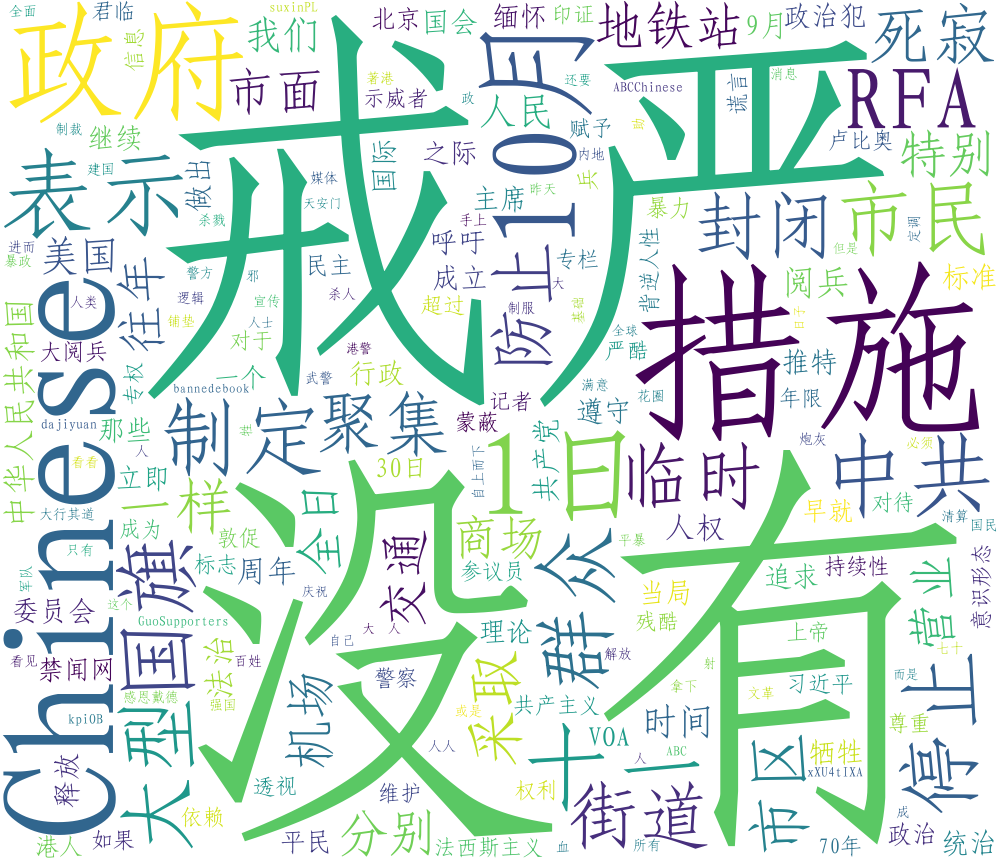 全面
君临
suxinPL
北京
国会
缅怀
印证
地铁站
9月
政治犯
死寂
政府
信息
我们
市面
著港
示威者
政
还要
ABCChinese
消息
谎言
RFA
戒严
10月
防止
制裁
继续
人民
赋予
助
卢比奥
特别
表示
建国
做出
媒体
国际
之际
内地
兵
天安门
主席
昨天
暴力
封闭
市民
杀戮
手上
进而
暴政
美国
往年
警方
邪
民主
呼吁
专栏
背逆人性
但是
定调
成立
大
阅兵
标准
人类
逻辑
宣传
杀人
超过
制服
基础
日子
措施
中华人民共和国
铺垫
人士
全球
大阅兵
对于
港警
严酷
推特
Chinese
专权
一个
武警
行政
满意
花圈
遵守
年限
bannedebook
dajiyuan
那些
制定
聚集
牲
蒙蔽
记者
炮灰
必须
人
看看
立即
30日
自上而下
共产党
1日
临时
中共
大行其道
一样
全日
成为
敦促
商场
平暴
人权
早就
对待
清算
国民
只有
国旗
标志
周年
交通
参议员
群众
没有
追求
持续性
意识形态
军队
委员会
这个
庆祝
当局
营业
GuoSupporters
法治
自己
大人
理论
残酷
上帝
七十
看见
禁闻网
百姓
警察
解放
射
感恩戴德
强国
采取
拿下
习近平
而是
kpiOB
大型
机场
或是
共产主义
文革
尊重
停止
释放
人人
十一
VOA
时间
ABC
市区
牺牲
xXU4tIXA
透视
维护
权利
人
街道
依赖
成
港人
如果
平民
分别
法西斯主义
血
所有
70年
政治
统治